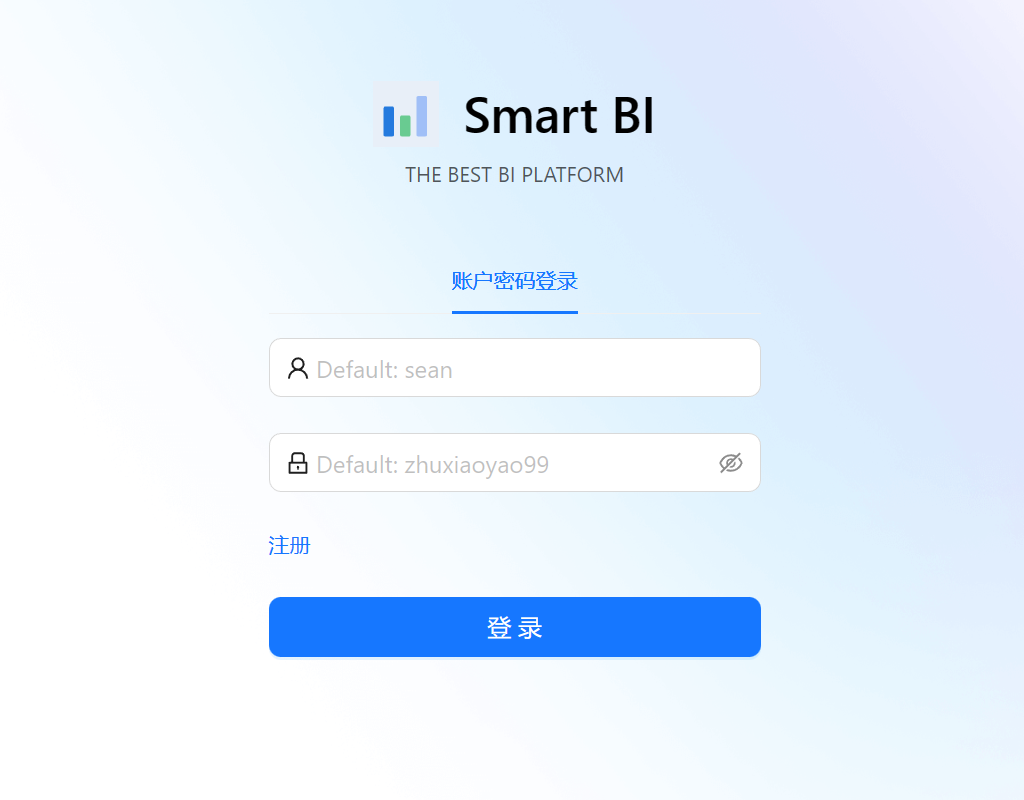 Smart BI
THE BEST BI PLATFORM
账户密码登录
Default: sean
Default: zhuxiaoyao99
注册
登 录